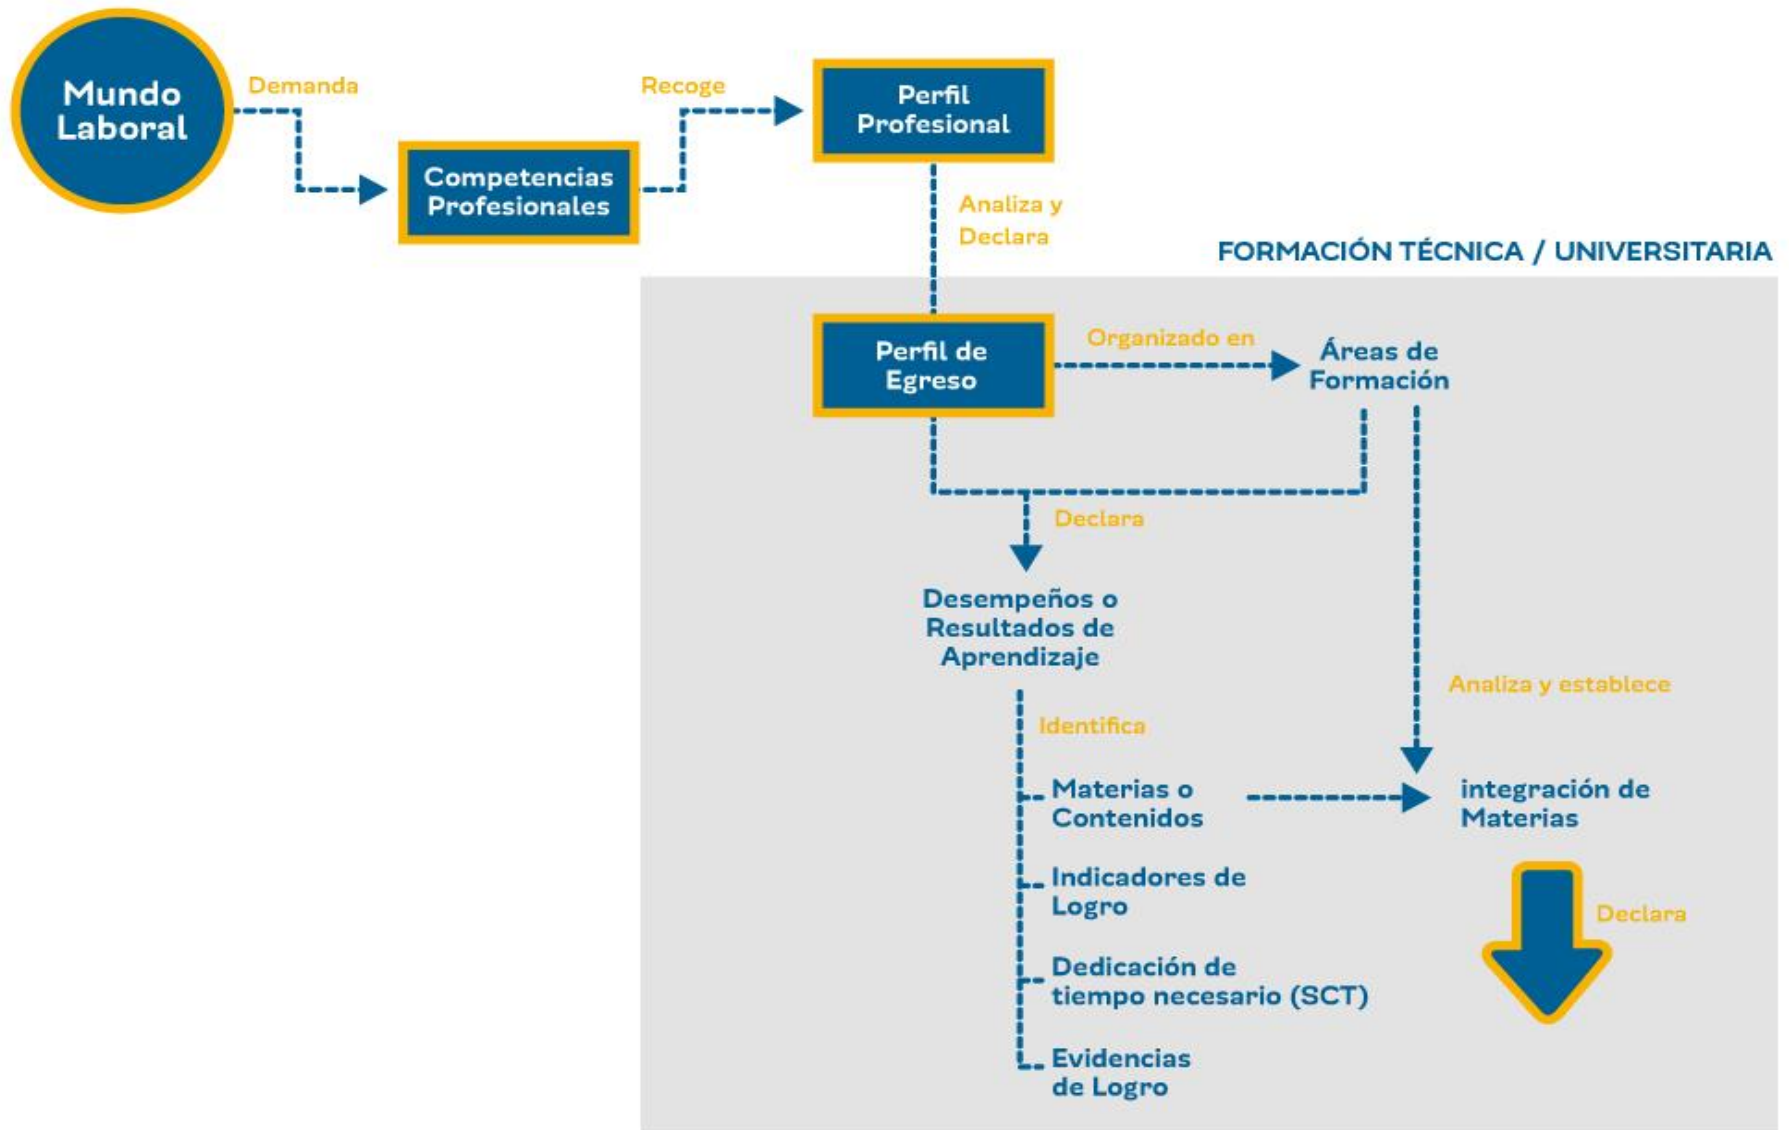 Mundo
Laboral
Demanda
Competencias
Profesionales
Recoge
Perfil
Profesional
Analiza y
Declara
FORMACIÓN TÉCNICA / UNIVERSITARIA
Perfil de
Egreso
Organizado en
Áreas de
Formación
Declara
Desempeños o
Resultados de
Aprendizaje
Analiza y establece
Identifica
Materias o
Contenidos
integración de
Materias
Indicadores de
Logro
Declara
Dedicación de
tiempo necesario (SCT)
Evidencias
de Logro